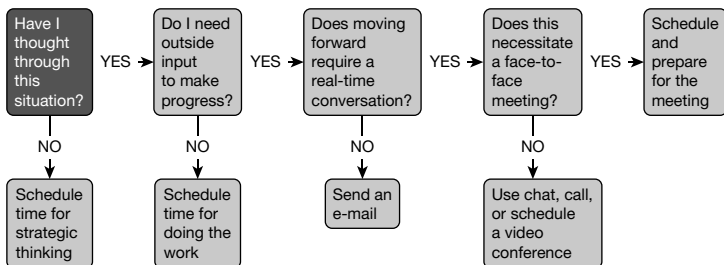 Have I
thought
through
this
situation?
YES
Do I need
outside
input
to make
progress?
YES
Does moving
forward
require a
real-time
conversation?
YES
Does this
necessitate
a face-to-
face
meeting?
YES
Schedule
and
prepare
for the
meeting
NO
NO
NO
NO
Schedule
time for
strategic
thinking
Schedule
time for
doing the
work
Send an
e-mail
Use chat, call,
or schedule
a video
conference